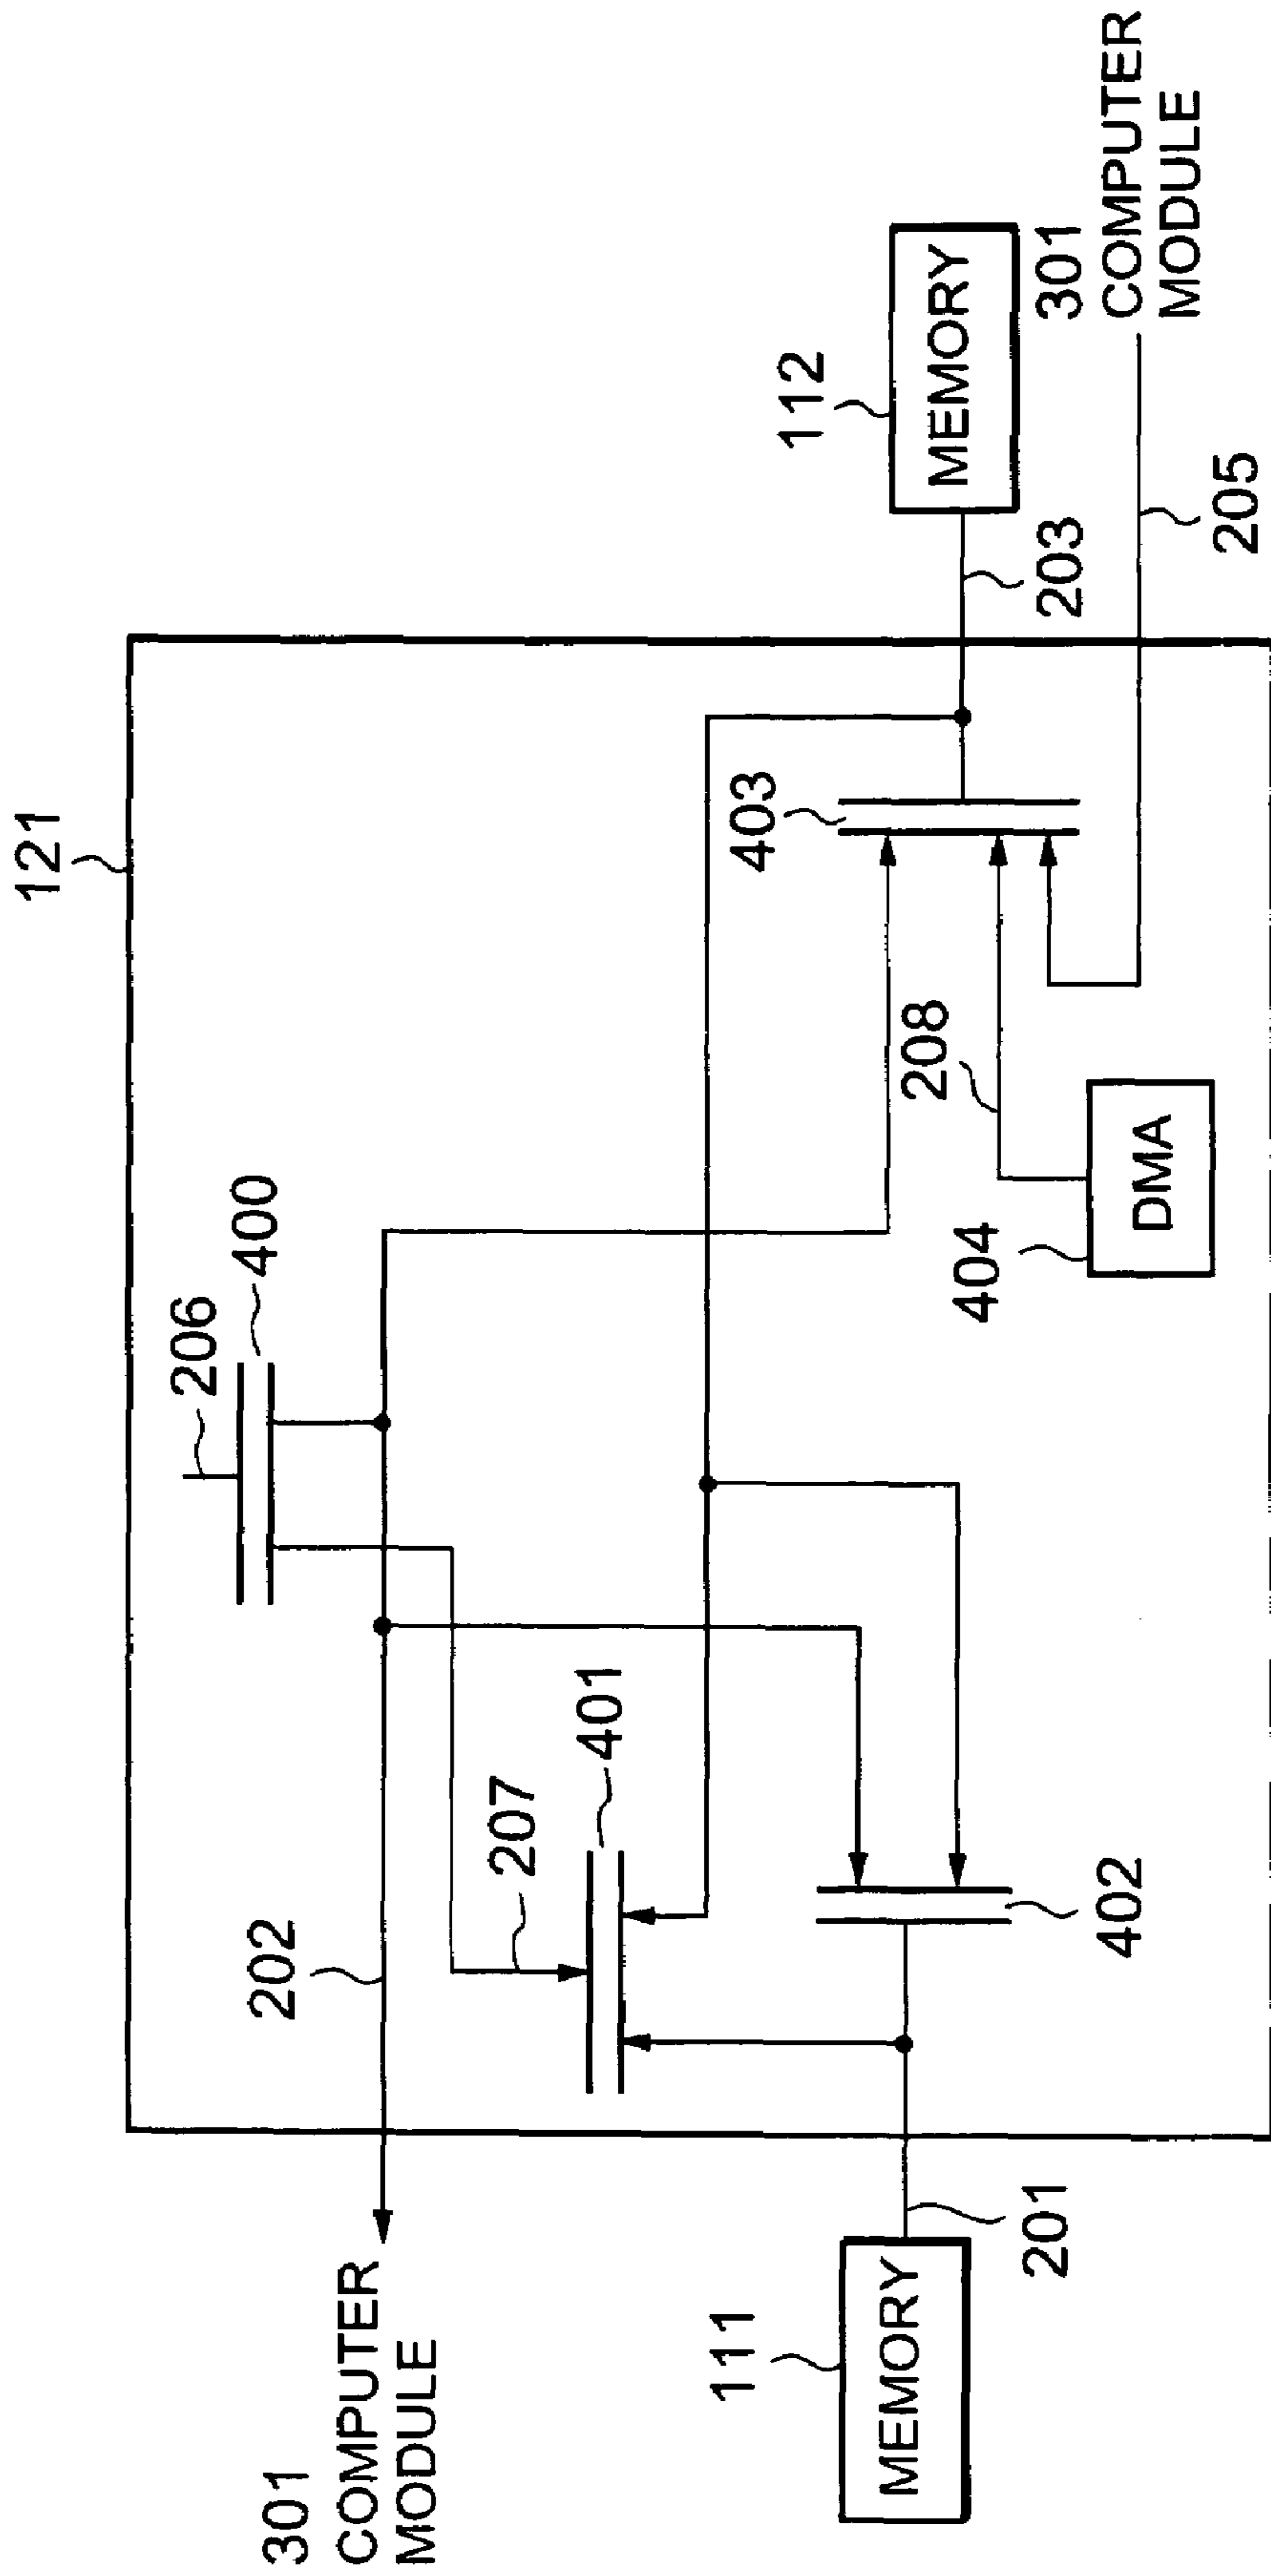 121
206
400
202
301
COMPUTER
MODULE
207
401
403
112
MEMORY
208
203
301
COMPUTER
MODULE
111
MEMORY
201
402
404
DMA
205